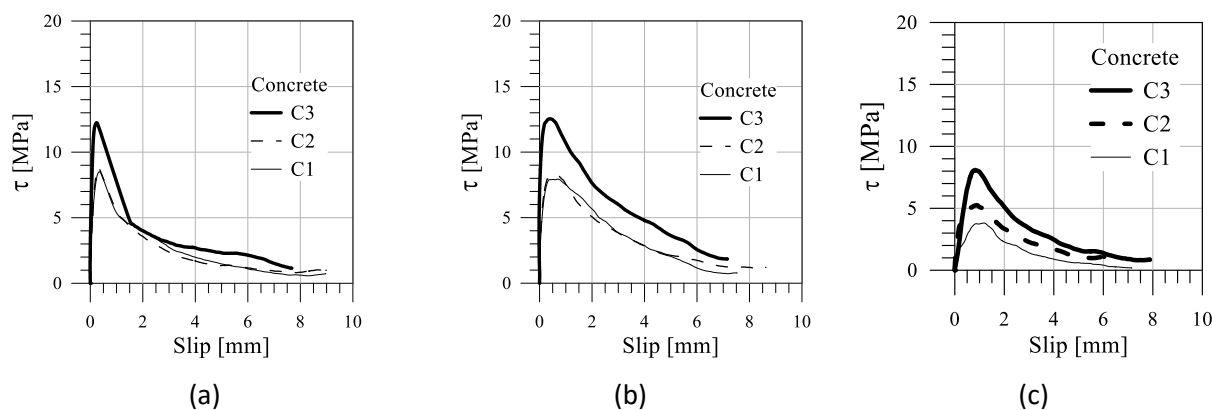 20
15
10
5
0
τ [MPa]
Concrete
C3
C2
C1
0 2 4 6 8 10
Slip [mm]
(a)
20
15
10
5
0
τ [MPa]
Concrete
C3
C2
C1
0 2 4 6 8 10
Slip [mm]
(b)
20
15
10
5
0
τ [MPa]
Concrete
C3
C2
C1
0 2 4 6 8 10
Slip [mm]
(c)